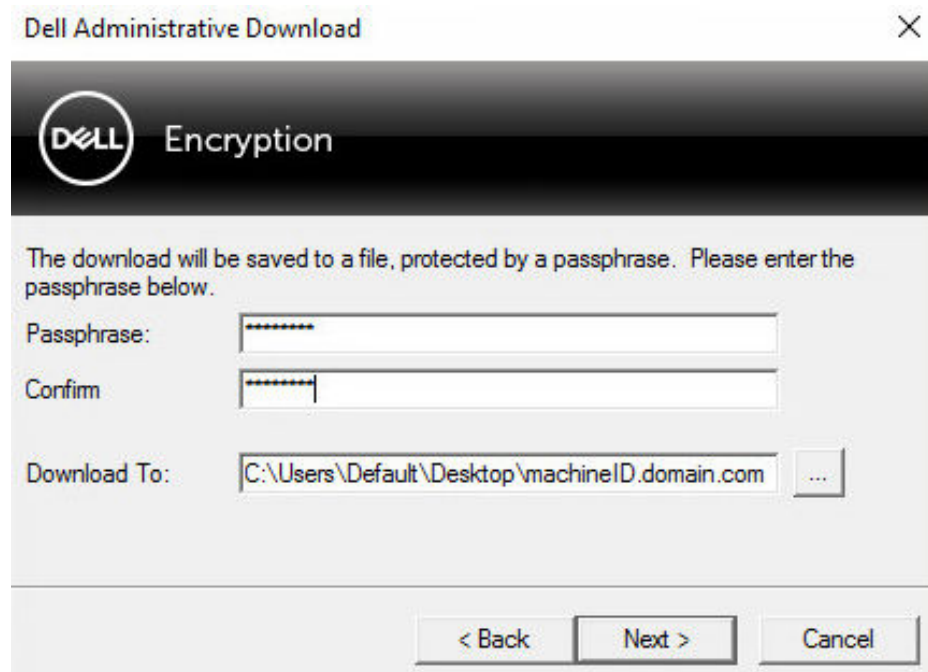 Dell Administrative Download
DELL Encryption
The download will be saved to a file, protected by a passphrase. Please enter the
passphrase below.
Passphrase: ********
Confirm ********
Download To: C:\Users\Default\Desktop\machineID.domain.com ...
< Back Next > Cancel